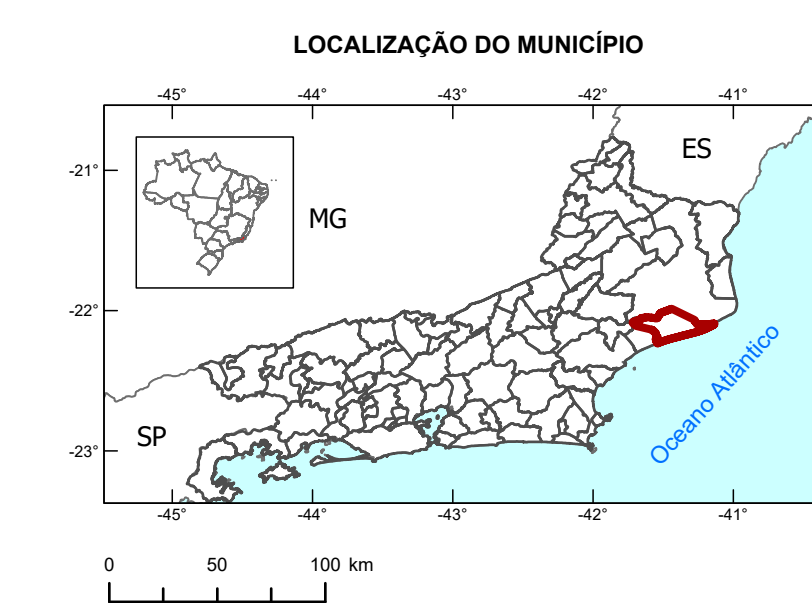 LOCALIZAÇÃO DO MUNICÍPIO
-45° -44° -43° -42° -41°
ES
-21°
MG
-22°
Oceano Atlântico
SP
-23°
-45° -44° -43° -42° -41°
0 50 100 km